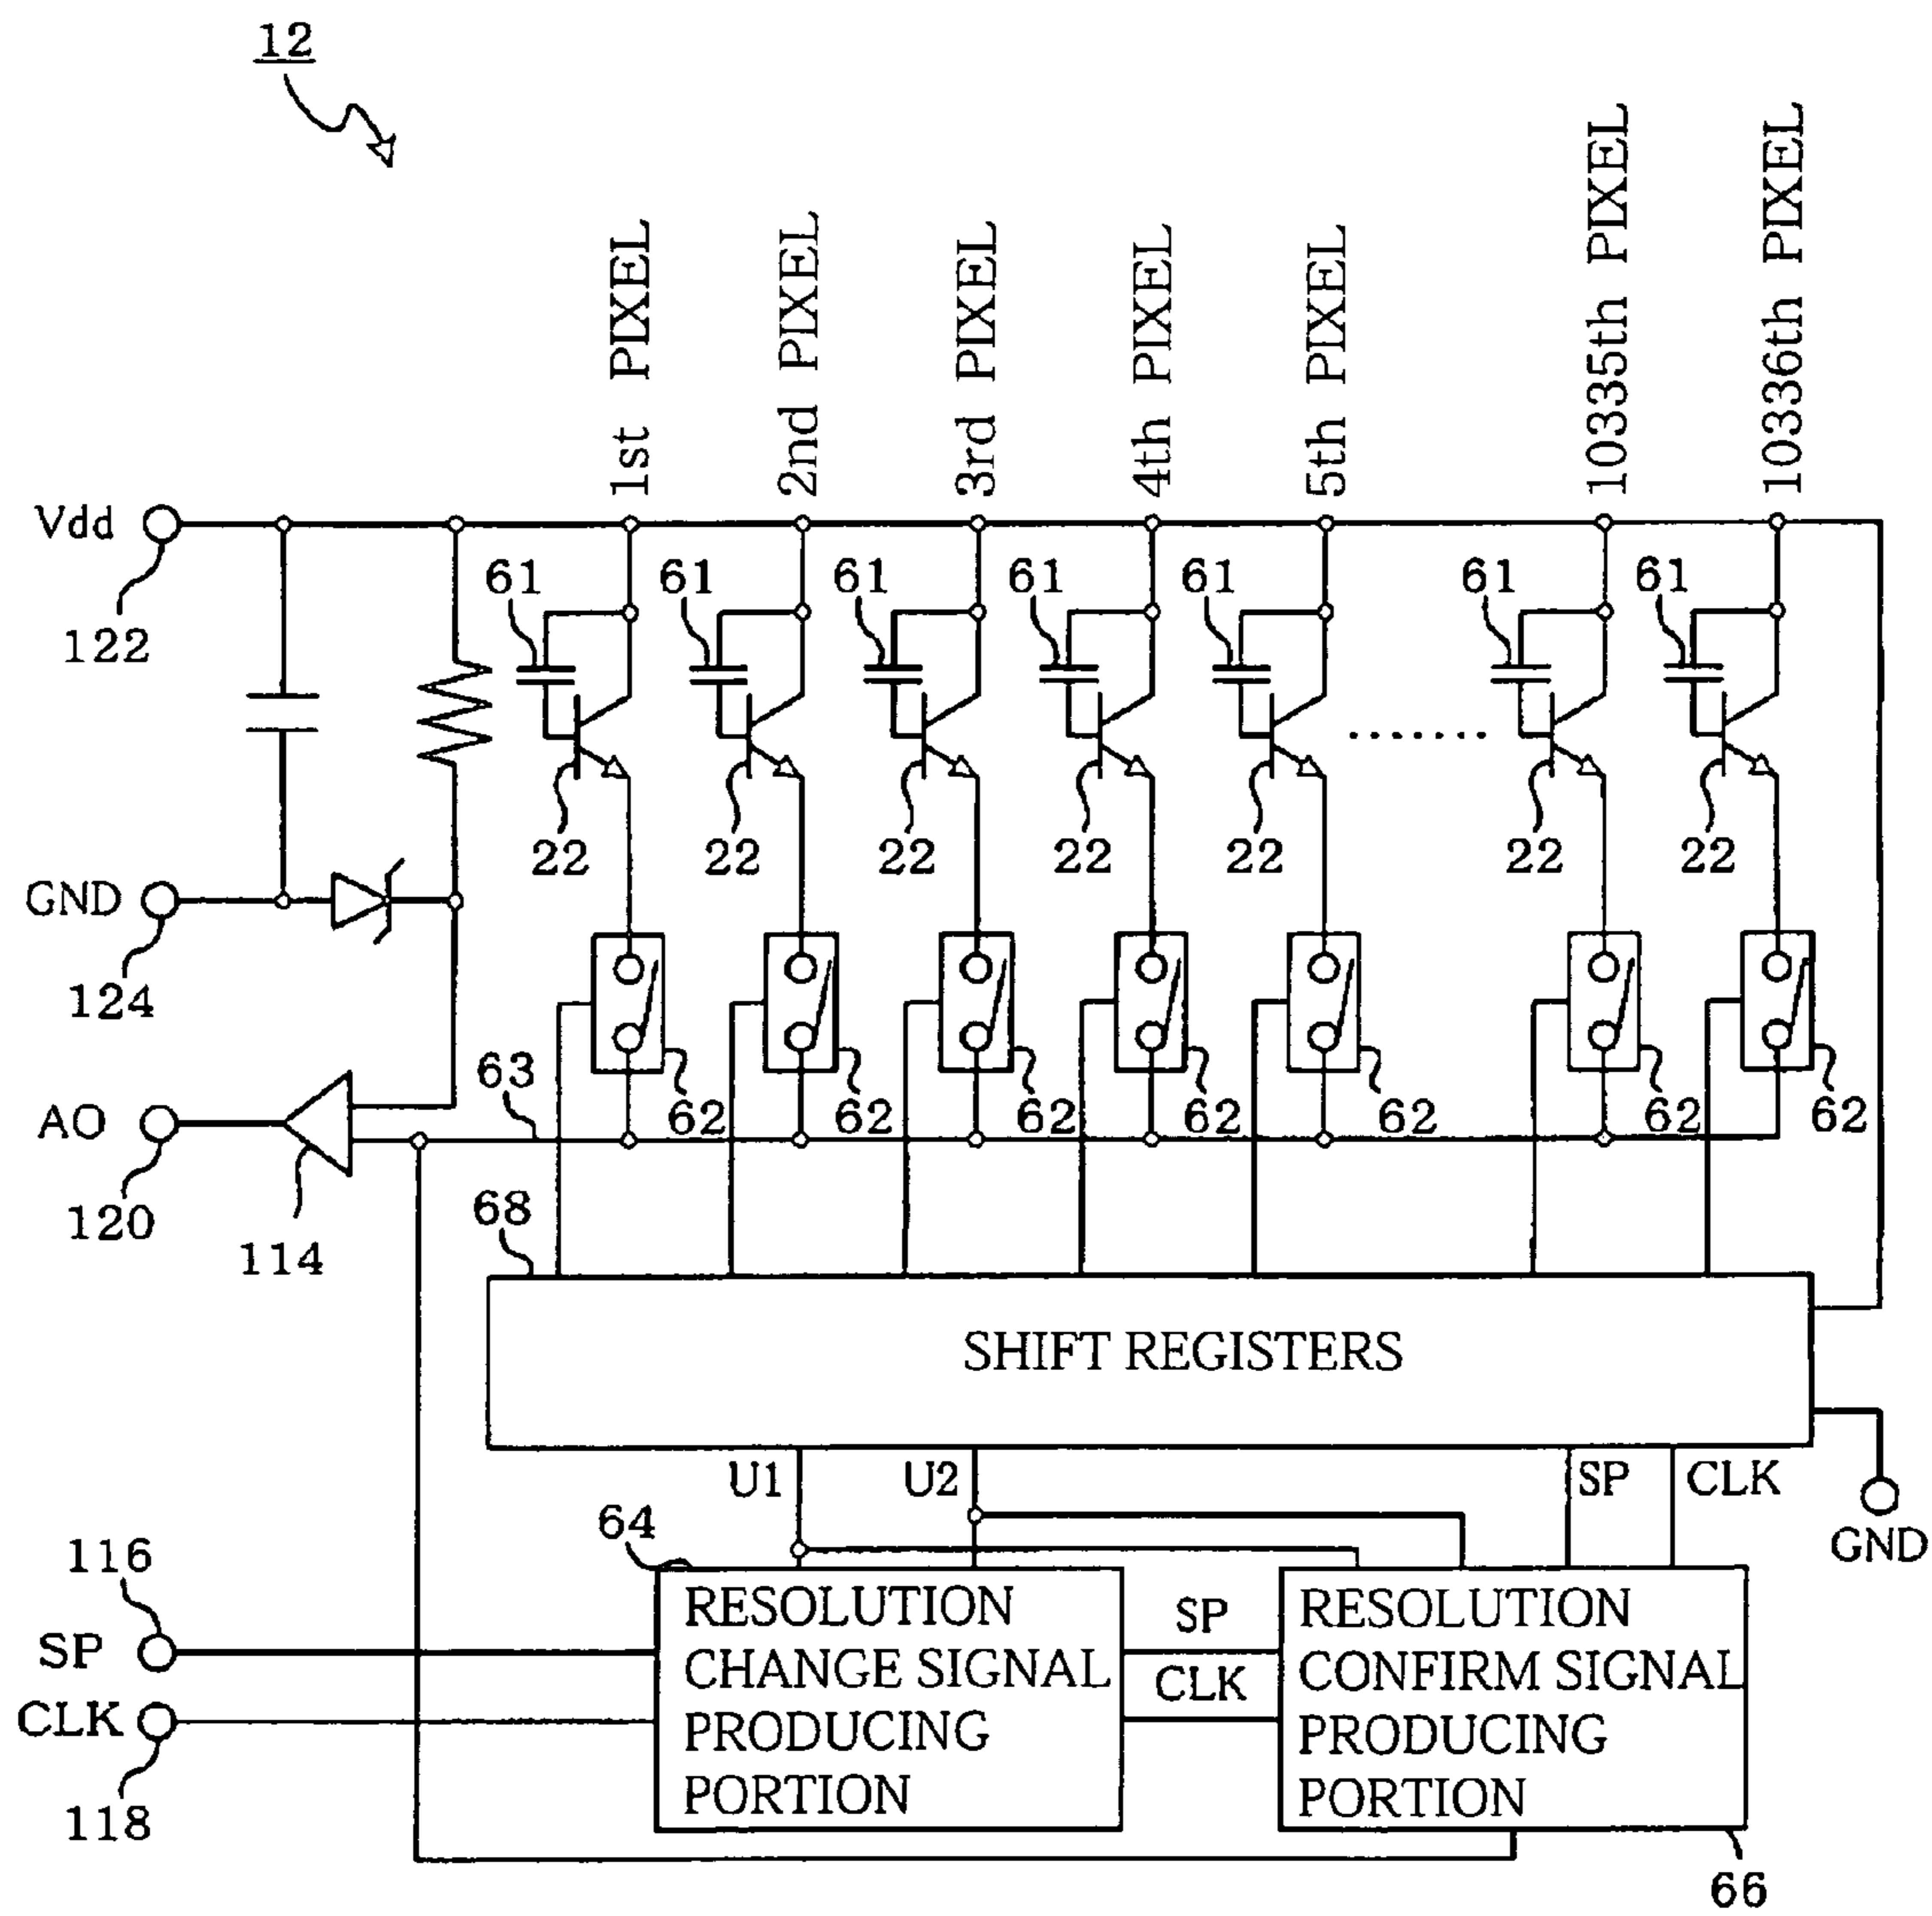 12
1st PIXEL
2nd PIXEL
3rd PIXEL
4th PIXEL
5th PIXEL
10335th PIXEL
10336th PIXEL
Vdd
122
61
61
61
61
61
61
61
.......
22
22
22
22
22
22
22
GND
124
63
62
62
62
62
62
62
62
AO
120
114
68
SHIFT REGISTERS
U1
U2
SP
CLK
GND
64
116
SP
CLK
118
RESOLUTION
CHANGE SIGNAL
PRODUCING
PORTION
SP
CLK
RESOLUTION
CONFIRM SIGNAL
PRODUCING
PORTION
66